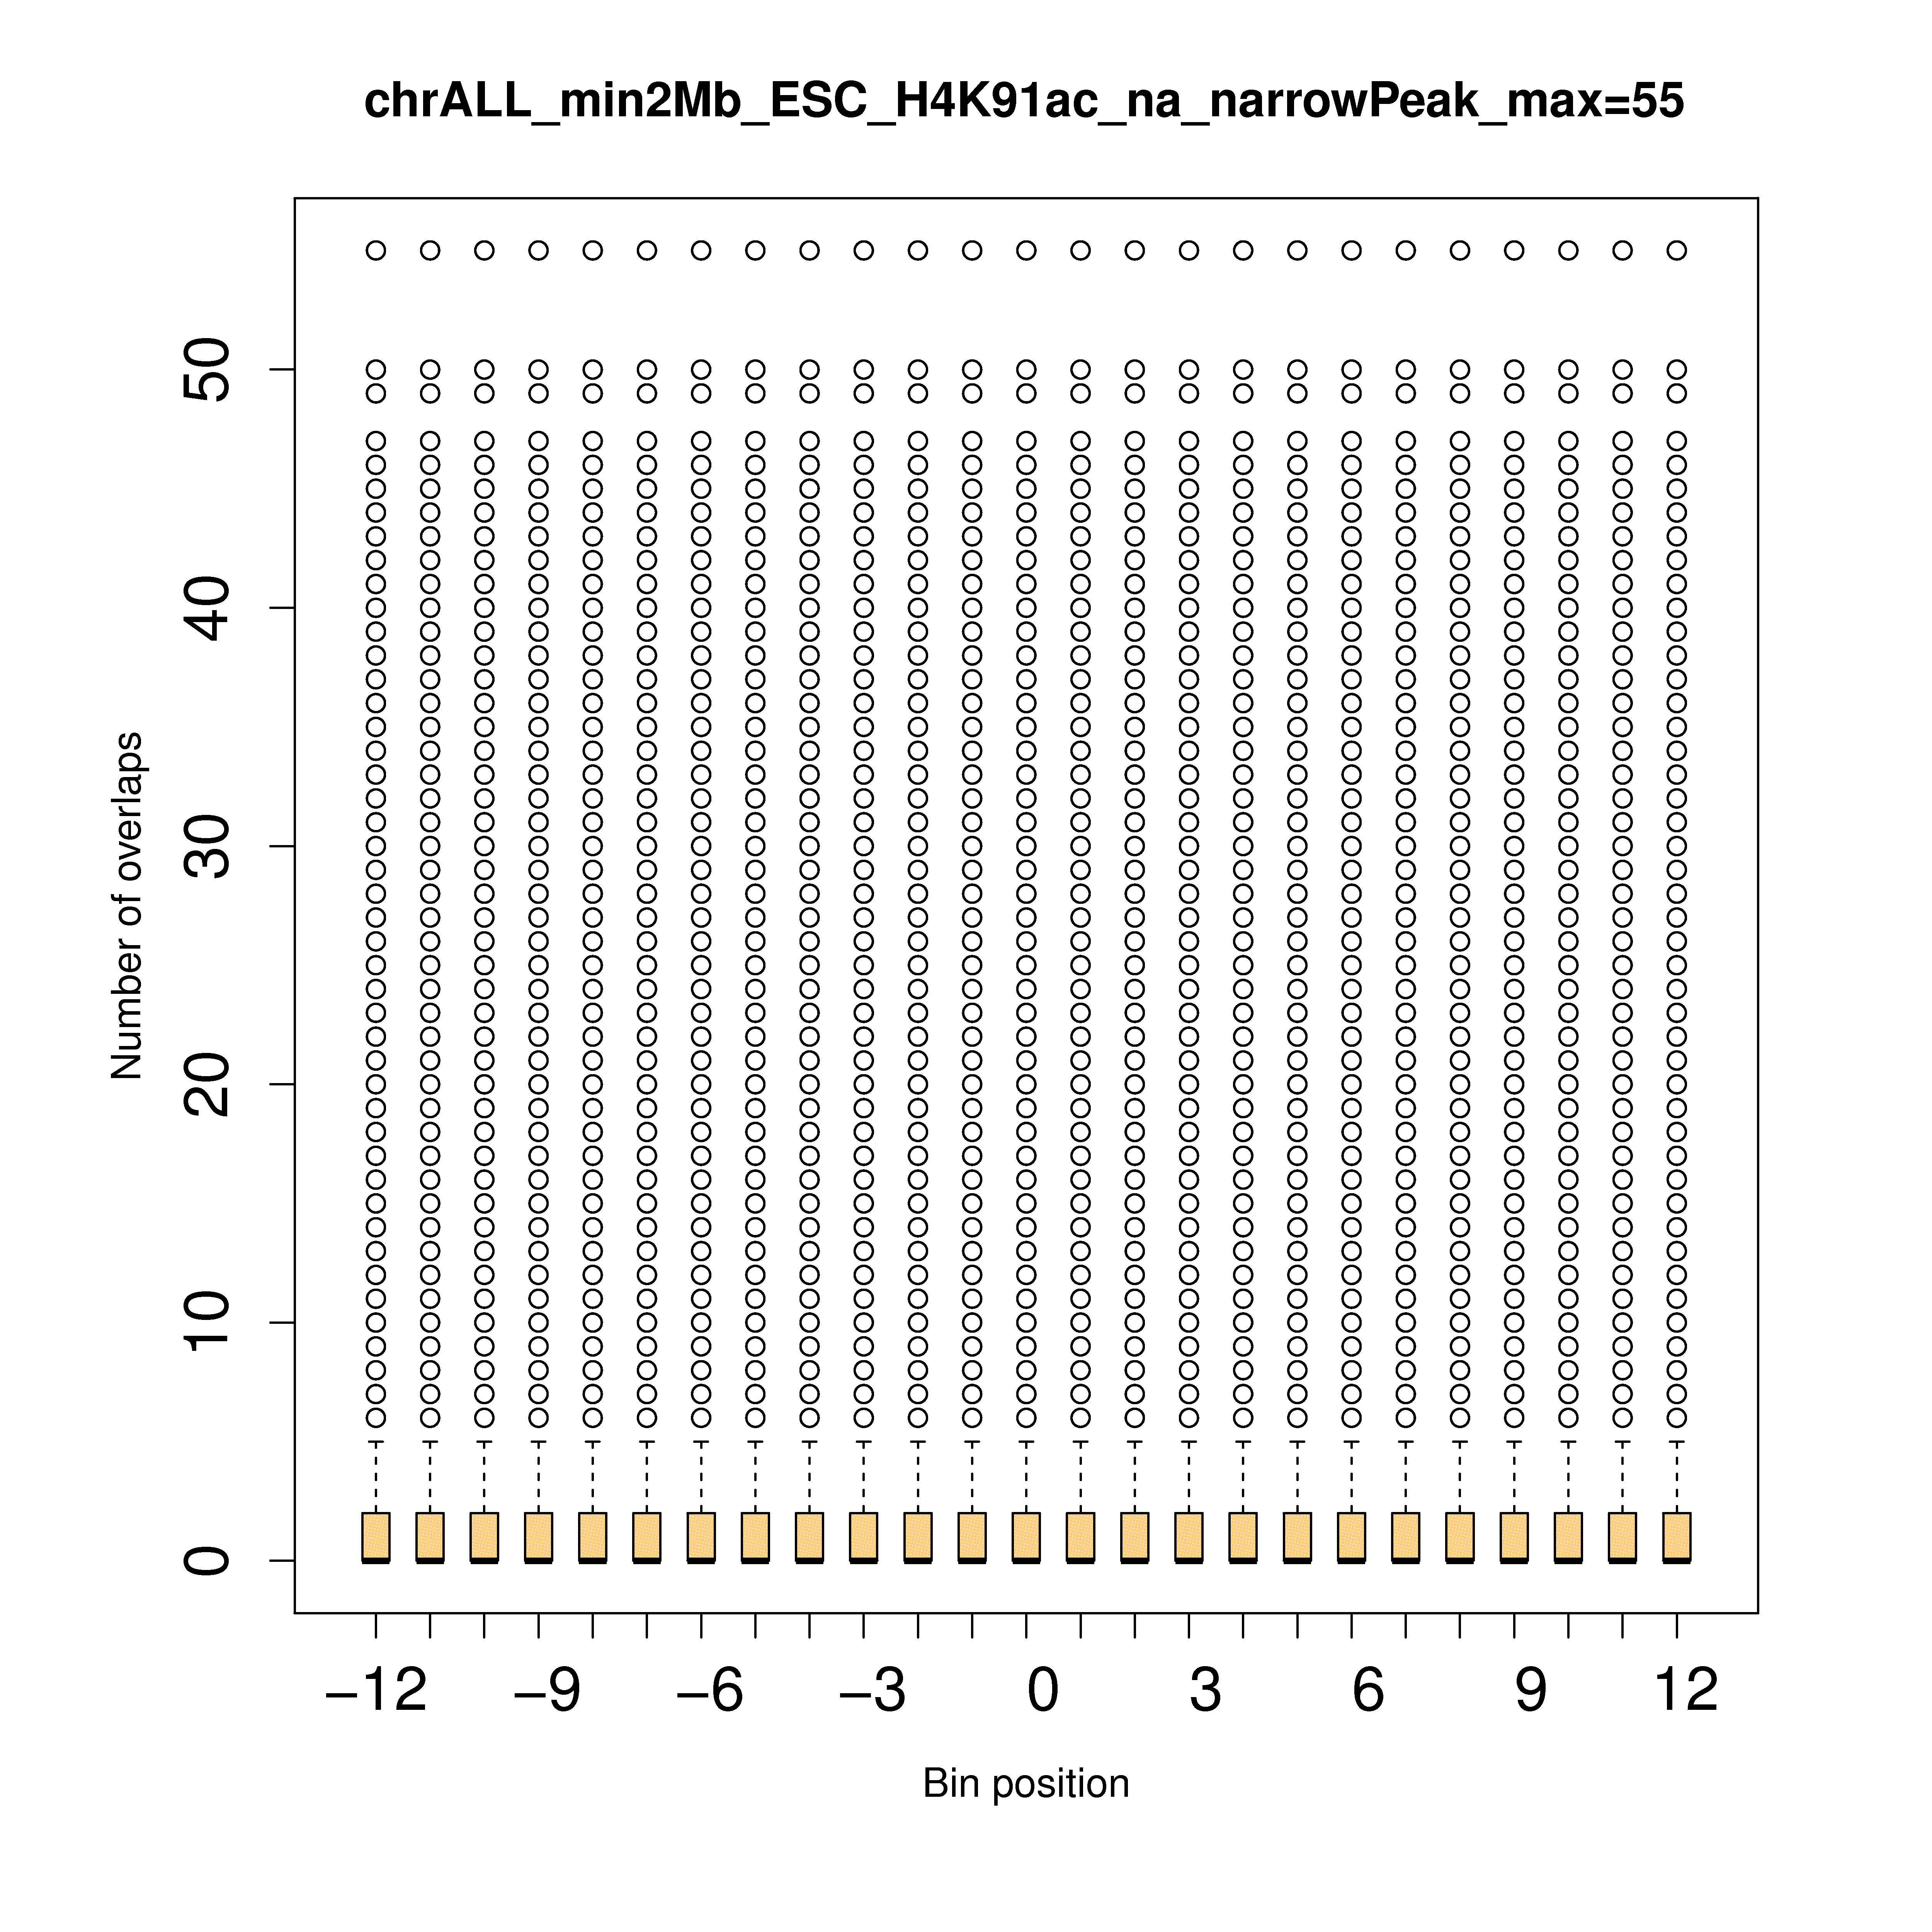 chrALL_min2Mb_ESC_H4K91ac_na_narrowPeak_max=55
Number of overlaps
50
40
30
20
10
0
−12 −9 −6 −3 0 3 6 9 12
Bin position